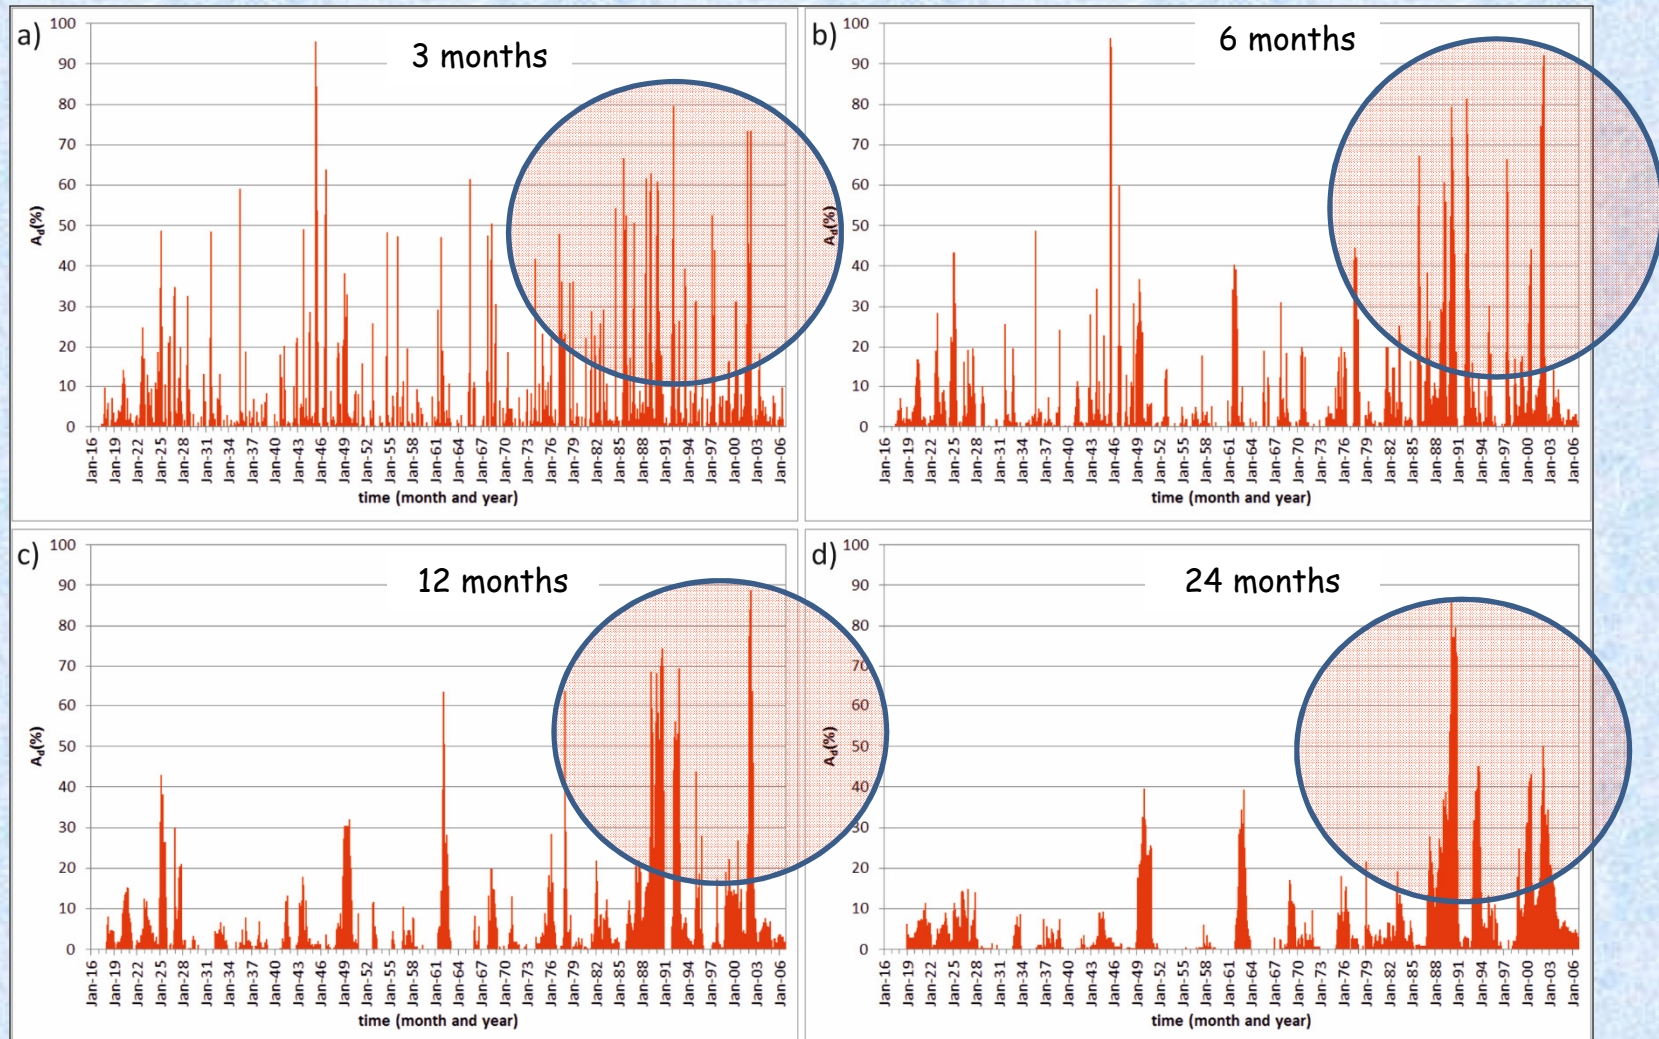 a)
3 months
100
90
80
70
60
50
40
30
20
10
0
Ad(%)
Jan-16 Jan-19 Jan-22 Jan-25 Jan-28 Jan-31 Jan-34 Jan-37 Jan-40 Jan-43 Jan-46 Jan-49 Jan-52 Jan-55 Jan-58 Jan-61 Jan-64 Jan-67 Jan-70 Jan-73 Jan-76 Jan-79 Jan-82 Jan-85 Jan-88 Jan-91 Jan-94 Jan-97 Jan-00 Jan-03 Jan-06
time (month and year)
b)
6 months
100
90
80
70
60
50
40
30
20
10
0
Ad(%)
Jan-16 Jan-19 Jan-22 Jan-25 Jan-28 Jan-31 Jan-34 Jan-37 Jan-40 Jan-43 Jan-46 Jan-49 Jan-52 Jan-55 Jan-58 Jan-61 Jan-64 Jan-67 Jan-70 Jan-73 Jan-76 Jan-79 Jan-82 Jan-85 Jan-88 Jan-91 Jan-94 Jan-97 Jan-00 Jan-03 Jan-06
time (month and year)
c)
12 months
100
90
80
70
60
50
40
30
20
10
0
Ad(%)
Jan-16 Jan-19 Jan-22 Jan-25 Jan-28 Jan-31 Jan-34 Jan-37 Jan-40 Jan-43 Jan-46 Jan-49 Jan-52 Jan-55 Jan-58 Jan-61 Jan-64 Jan-67 Jan-70 Jan-73 Jan-76 Jan-79 Jan-82 Jan-85 Jan-88 Jan-91 Jan-94 Jan-97 Jan-00 Jan-03 Jan-06
time (month and year)
d)
24 months
100
90
80
70
60
50
40
30
20
10
0
Ad(%)
Jan-16 Jan-19 Jan-22 Jan-25 Jan-28 Jan-31 Jan-34 Jan-37 Jan-40 Jan-43 Jan-46 Jan-49 Jan-52 Jan-55 Jan-58 Jan-61 Jan-64 Jan-67 Jan-70 Jan-73 Jan-76 Jan-79 Jan-82 Jan-85 Jan-88 Jan-91 Jan-94 Jan-97 Jan-00 Jan-03 Jan-06
time (month and year)